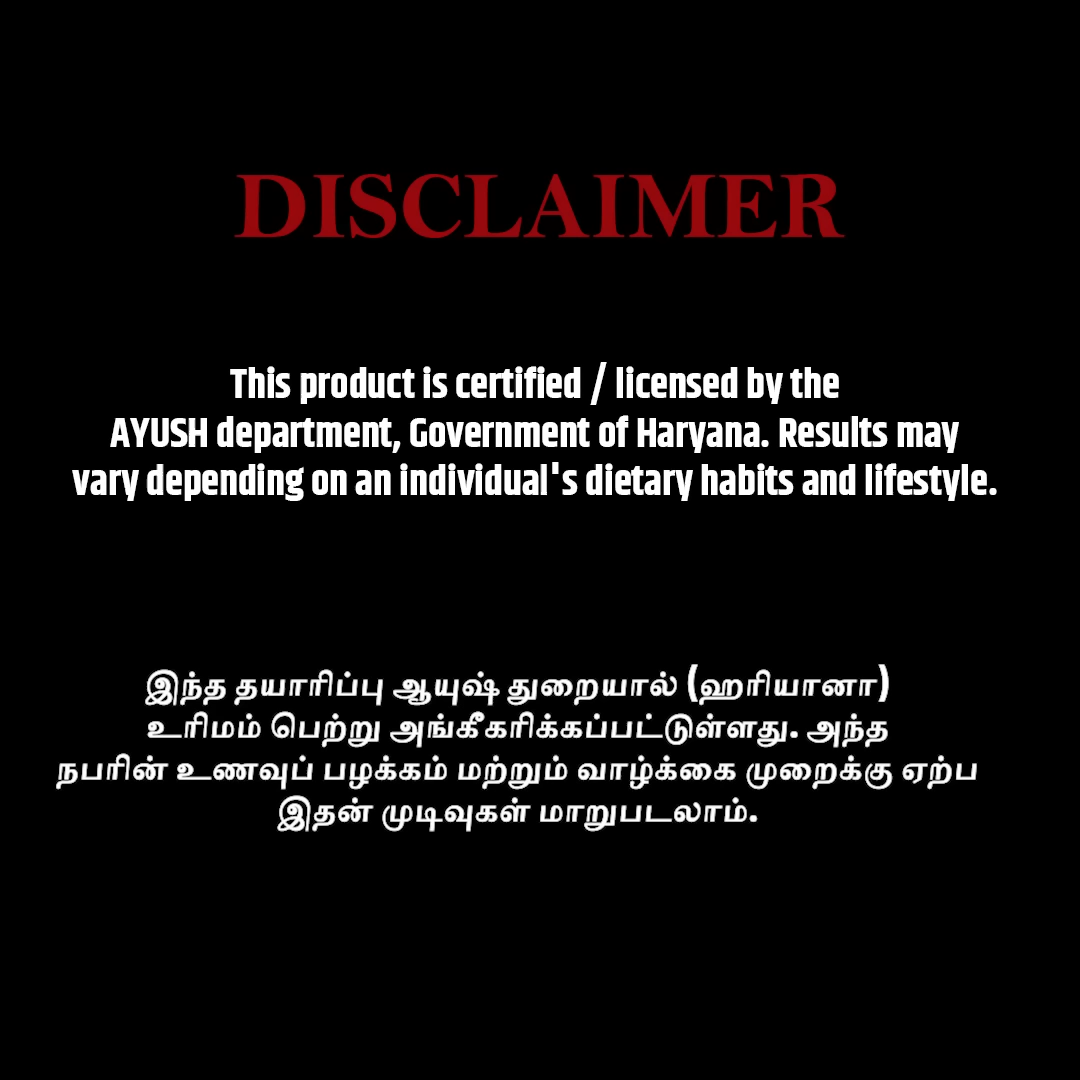 DISCLAIMER
This product is certified / licensed by the
AYUSH department, Government of Haryana. Results may
vary depending on an individual's dietary habits and lifestyle.
இந்த தயாரிப்பு ஆயுஷ் துறையால் (ஹரியானா)
உரிமம் பெற்று அங்கீகரிக்கப்பட்டுள்ளது. அந்த
நபரின் உணவுப் பழக்கம் மற்றும் வாழ்க்கை முறைக்கு ஏற்ப
இதன் முடிவுகள் மாறுபடலாம்.